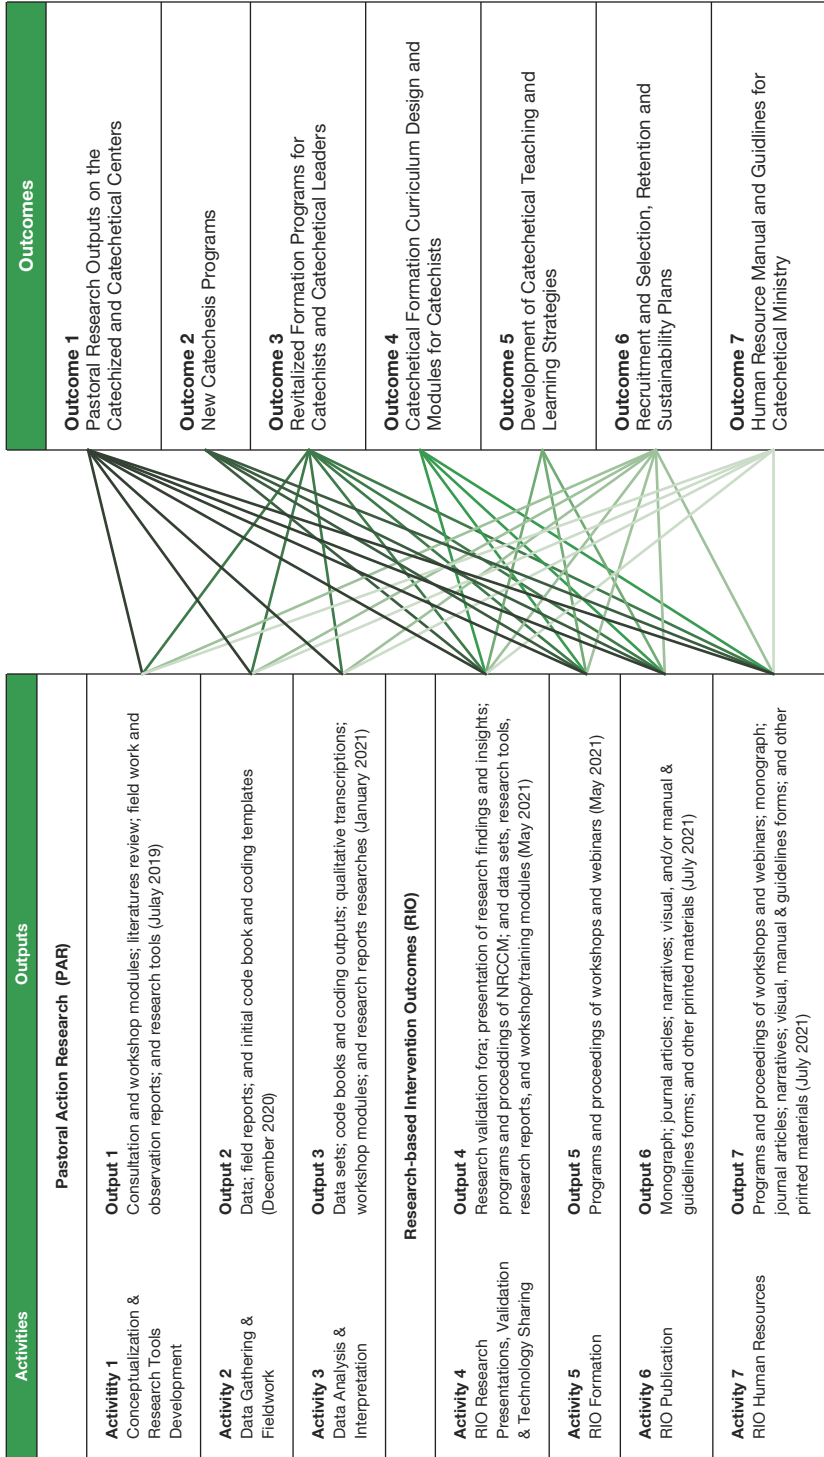 Activities
Outputs
Outcomes
Pastoral Action Research (PAR)
Activitity 1
Conceptualization &
Research Tools
Development
Output 1
Consultation and workshop modules; literatures review; field work and
observation reports; and research tools (Julay 2019)
Activity 2
Data Gathering &
Fieldwork
Output 2
Data; field reports; and initial code book and coding templates
(December 2020)
Activity 3
Data Analysis &
Interpretation
Output 3
Data sets; code books and coding outputs; qualitative transcriptions;
workshop modules; and research reports researches (January 2021)
Research-based Intervention Outcomes (RIO)
Activity 4
RIO Research
Presentations, Validation
& Technology Sharing
Output 4
Research validation fora; presentation of research findings and insights;
programs and proceddings of NRCCM; and data sets, research tools,
research reports, and workshop/training modules (May 2021)
Activity 5
RIO Formation
Output 5
Programs and proceedings of workshops and webinars (May 2021)
Activity 6
RIO Publication
Output 6
Monograph; journal articles; narratives; visual, and/or manual &
guidelines forms; and other printed materials (July 2021)
Activity 7
RIO Human Resources
Output 7
Programs and proceedings of workshops and webinars; monograph;
journal articles; narratives; visual, manual & guidelines forms; and other
printed materials (July 2021)
Outcome 1
Pastoral Research Outputs on the
Catechized and Catechetical Centers
Outcome 2
New Catechesis Programs
Outcome 3
Revitalized Formation Programs for
Catechists and Catechetical Leaders
Outcome 4
Catechetical Formation Curriculum Design and
Modules for Catechists
Outcome 5
Development of Catechetical Teaching and
Learning Strategies
Outcome 6
Recruitment and Selection, Retention and
Sustainability Plans
Outcome 7
Human Resource Manual and Guidlines for
Catechetical Ministry